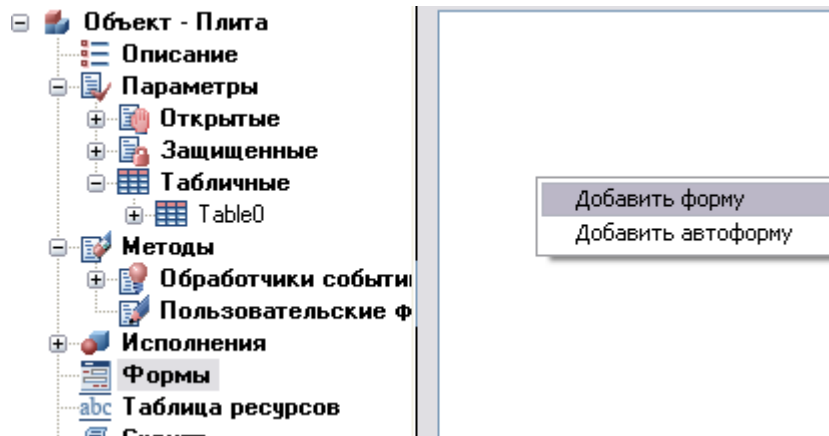 Объект - Плита
Описание
Параметры
Открытые
Защищенные
Табличные
Table0
Методы
Обработчики событи
Пользовательские ф
Исполнения
Формы
abc Таблица ресурсов
Добавить форму
Добавить автоформу